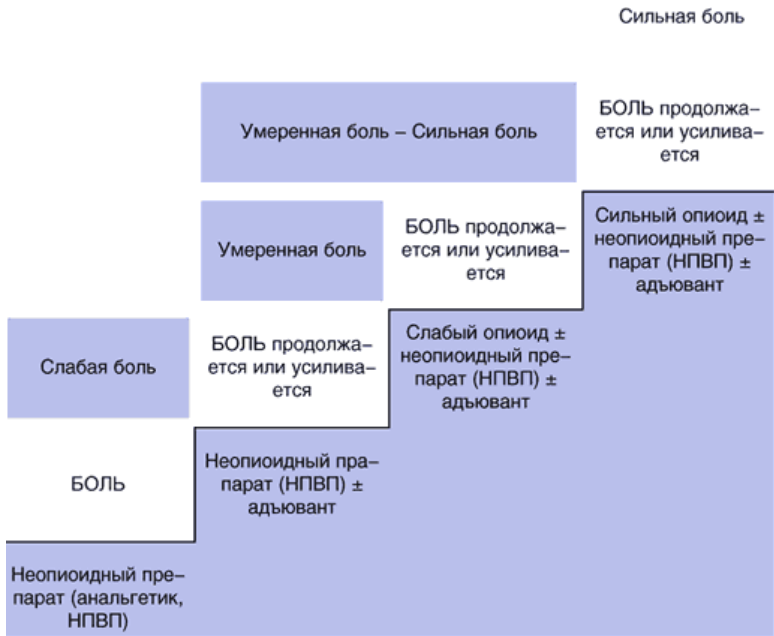 Сильная боль
Умеренная боль – Сильная боль
БОЛЬ продолжа–
ется или усилива–
ется
Умеренная боль
БОЛЬ продолжа–
ется или усилива–
ется
Сильный опиоид ±
неопиоидный пре–
парат (НПВП) ±
адъювант
Слабая боль
БОЛЬ продолжа–
ется или усилива–
ется
Слабый опиоид ±
неопиоидный пре–
парат (НПВП) ±
адъювант
БОЛЬ
Неопиоидный пра–
парат (НПВП) ±
адъювант
Неопиоидный пре–
парат (анальгетик,
НПВП)